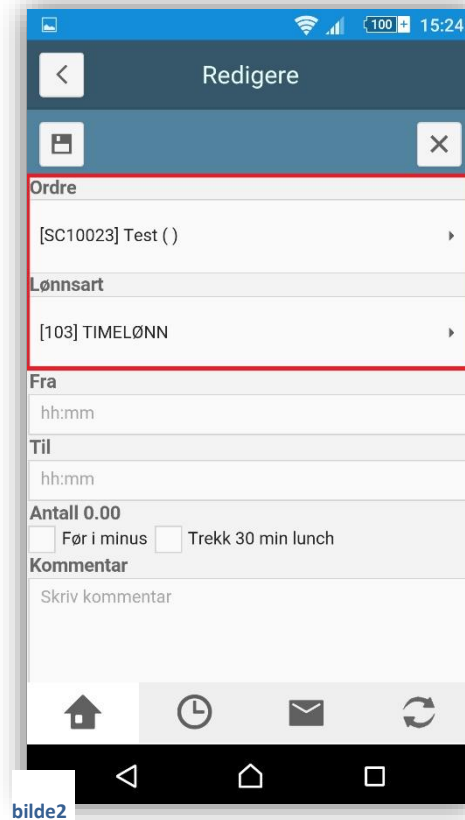 100 15:24
Redigere
Ordre
[SC10023] Test ( )
Lønnsart
[103] TIMELØNN
Fra
hh:mm
Til
hh:mm
Antall 0.00
Før i minus Trekk 30 min lunch
Kommentar
Skriv kommentar
bilde2